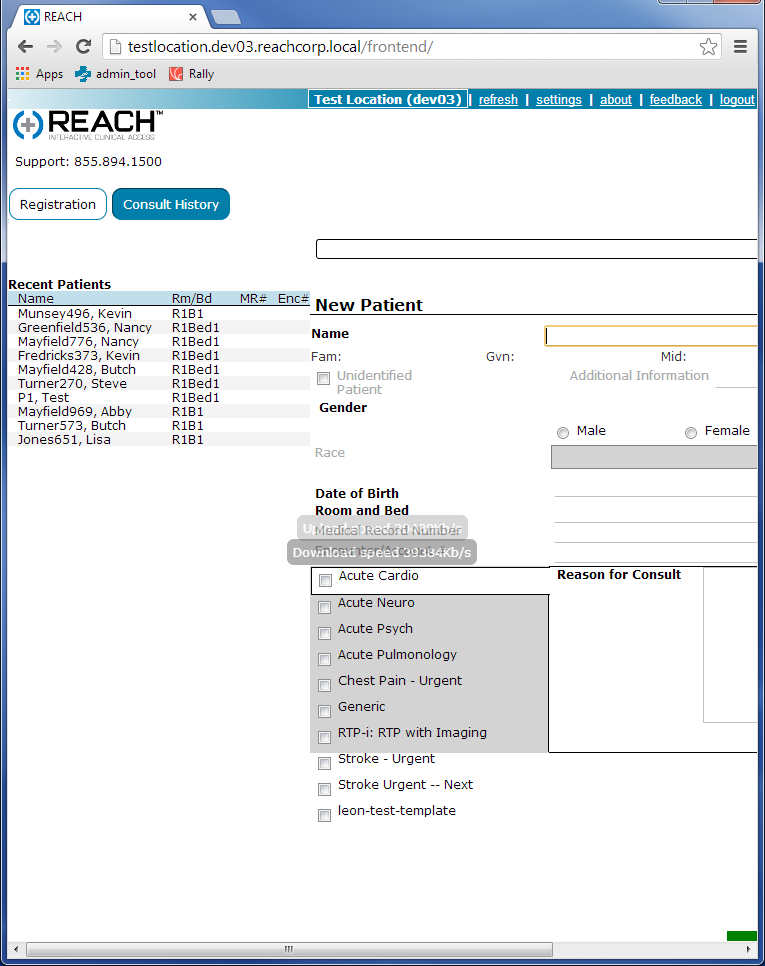 REACH
testlocation.dev03.reachcorp.local/frontend/
Apps admin_tool Rally
Test Location (dev03) | refresh | settings | about | feedback | logout
REACH™
INTERACTIVE CLINICAL ACCESS
Support: 855.894.1500
Registration Consult History
Recent Patients
Name Rm/Bd MR# Enc#
Munsey496, Kevin R1B1
Greenfield536, Nancy R1Bed1
Mayfield776, Nancy R1Bed1
Fredricks373, Kevin R1B1
Mayfield428, Butch R1Bed1
Turner270, Steve R1Bed1
P1, Test R1Bed1
Mayfield969, Abby R1B1
Turner573, Butch R1B1
Jones651, Lisa R1B1
New Patient
Name
Fam: Gvn: Mid:
Unidentified Patient
Additional Information
Gender
Male Female
Race
Date of Birth
Room and Bed
Upload speed
Medical Record Number
Download speed 39384Kb/s
Acute Cardio
Acute Neuro
Acute Psych
Acute Pulmonology
Chest Pain - Urgent
Generic
RTP-i: RTP with Imaging
Stroke - Urgent
Stroke Urgent -- Next
leon-test-template
Reason for Consult